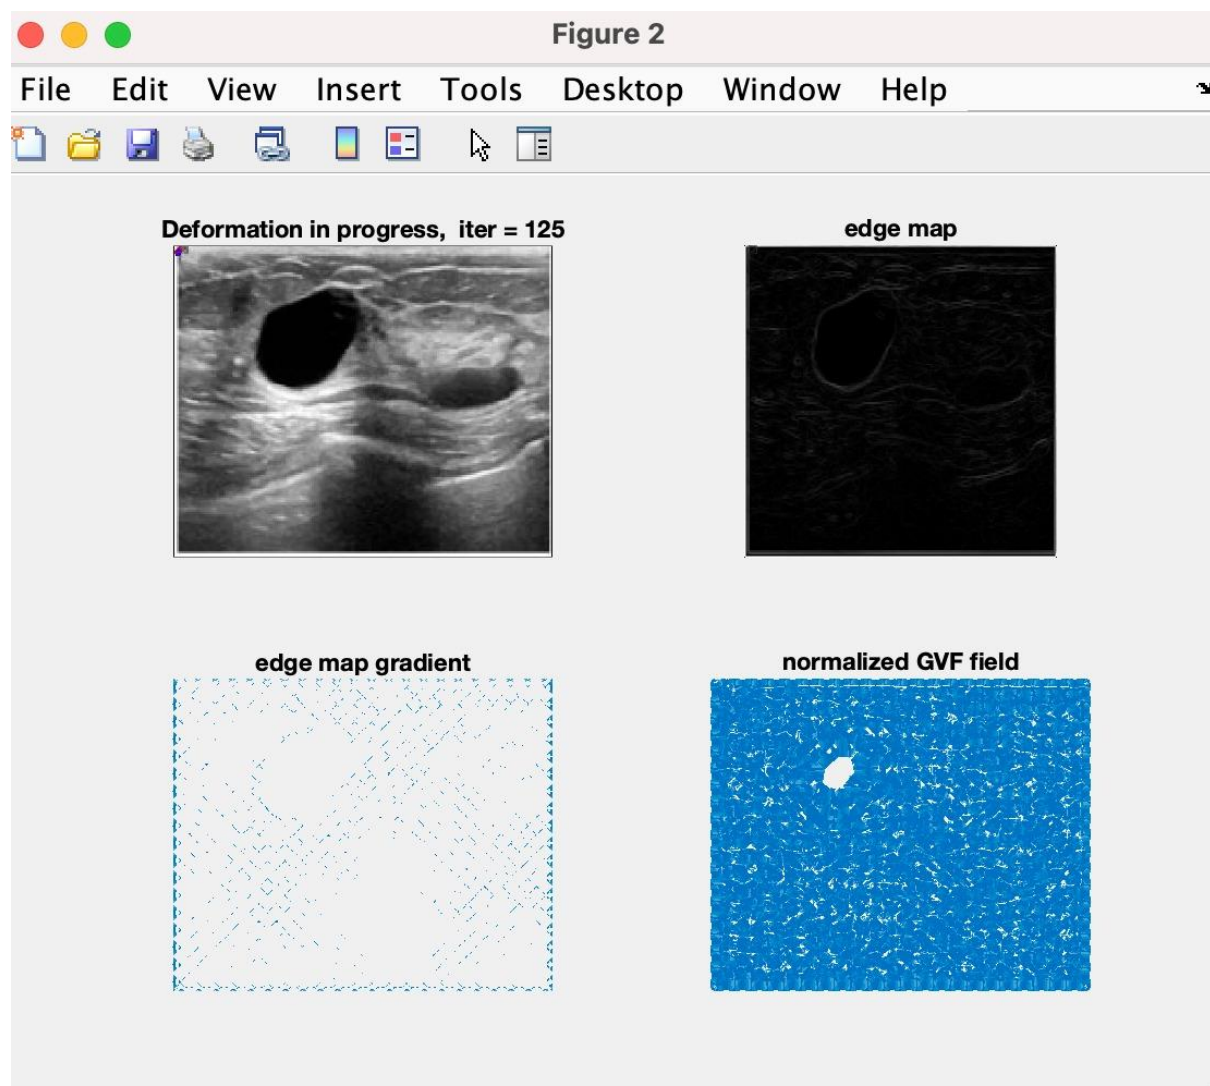 Figure 2
File Edit View Insert Tools Desktop Window Help
Deformation in progress, iter = 125
edge map
edge map gradient
normalized GVF field